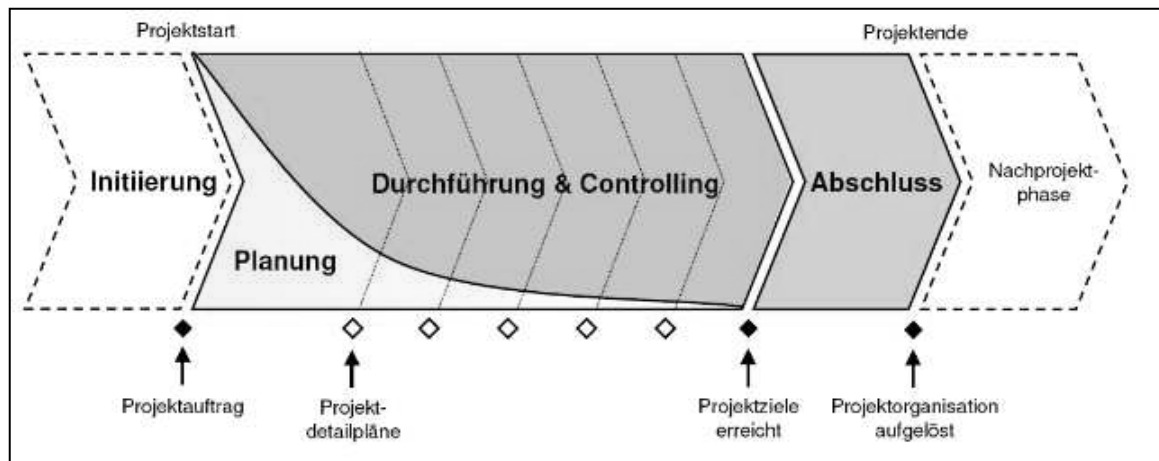 Projektstart
Projektende
Initiierung
Planung
Durchführung & Controlling
Abschluss
Nachprojekt-
phase
Projektauftrag
Projekt-
detailpläne
Projektziele
erreicht
Projektorganisation
aufgelöst